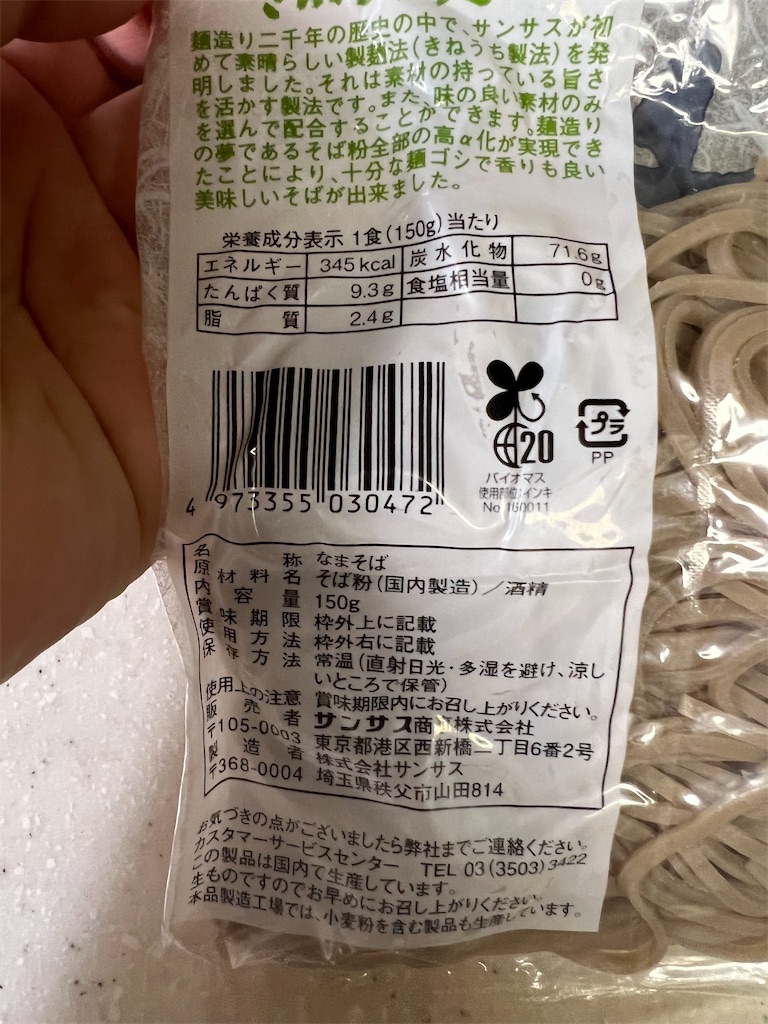 麺造り二千年の歴史の中で、サンサスが初
めて素晴らしい製麺法(きねうち製法)を発
明しました。それは素材の持っている旨さ
を活かす製法です。また、味の良い素材のみ
を選んで配合することができます。麺造り
の夢であるそば粉全部の高α化が実現でき
たことにより、十分な麺ゴシで香りも良い
美味しいそばが出来ました。
栄養成分表示 1食(150g)当たり
エネルギー 345kcal 炭水化物 71.6g
たんぱく質 9.3g 食塩相当量 0g
脂質 2.4g
4 973355 030472
20
プラ
PP
バイオマス
使用部位:インキ
No 160011
名称 なまそば
原材料名 そば粉(国内製造)/酒精
内容量 150g
賞味期限 枠外上に記載
使用方法 枠外右に記載
保存方法 常温(直射日光・多湿を避け、涼し
いところで保管)
使用上の注意 賞味期限内にお召し上がりください。
販売者 サンサス商事株式会社
〒105-0003 東京都港区西新橋二丁目6番2号
製造者 株式会社サンサス
〒368-0004 埼玉県秩父市山田814
お気づきの点がございましたら弊社までご連絡ください。
カスタマーサービスセンター TEL 03(3503)3422
この製品は国内で生産しています。
生ものですのでお早めにお召し上がりください。
本品製造工場では、小麦粉を含む製品も生産しています。